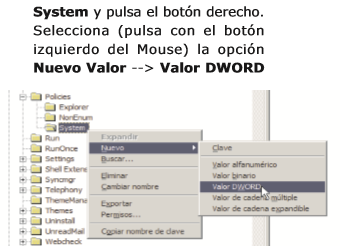 System y pulsa el botón derecho.
Selecciona (pulsa con el botón
izquierdo del Mouse) la opción
Nuevo Valor --> Valor DWORD
Policies
Explorer
NonEnum
System
Run
RunOnce
Settings
Shell Extens
Syncmgr
Telephony
ThemeMana
Themes
Uninstall
UnreadMail
Webcheck
Expandir
Nuevo
Buscar...
Eliminar
Cambiar nombre
Exportar
Permisos...
Copiar nombre de clave
Clave
Valor alfanumérico
Valor binario
Valor DWORD
Valor de cadena múltiple
Valor de cadena expandible